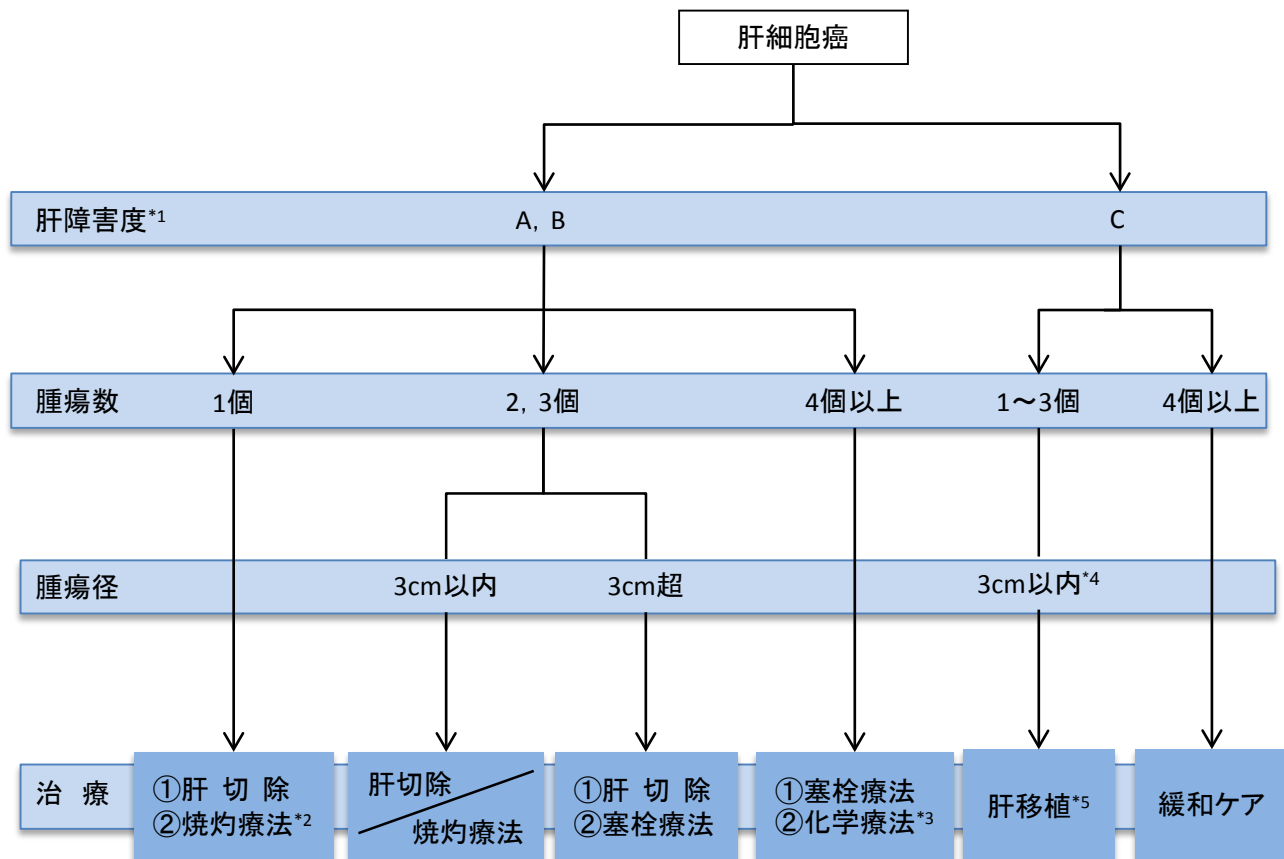 肝細胞癌
肝障害度*1 A, B C
腫瘍数 1個 2, 3個 4個以上 1～3個 4個以上
腫瘍径 3cm以内 3cm超 3cm以内*4
治 療
①肝 切 除
②焼灼療法*2
肝切除
焼灼療法
①肝 切 除
②塞栓療法
①塞栓療法
②化学療法*3
肝移植*5
緩和ケア